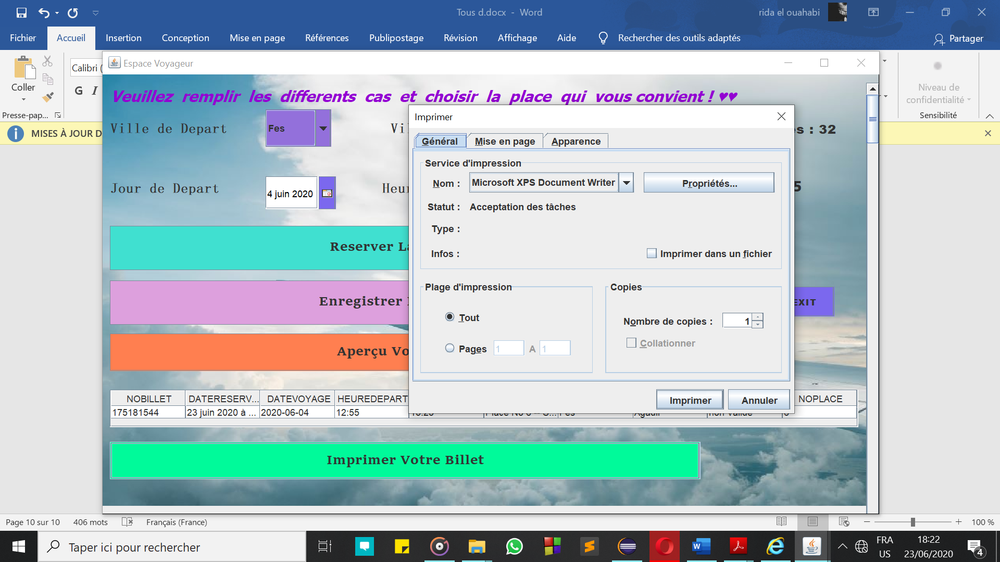 Tous d.docx - Word
rida el ouahabi
Fichier Accueil Insertion Conception Mise en page Références Publipostage Révision Affichage Aide Rechercher des outils adaptés Partager
Coller
Calibri (
G I
Presse-pap...
Niveau de
confidentialité
Sensibilité
MISES À JOUR D
Espace Voyageur
Veuillez remplir les differents cas et choisir la place qui vous convient ! ♥♥
Ville de Depart
Fes
: 32
Jour de Depart
4 juin 2020
5
Reserver
Enregistrer
Aperçu
EXIT
Imprimer
Général Mise en page Apparence
Service d'impression
Nom : Microsoft XPS Document Writer Propriétés...
Statut : Acceptation des tâches
Type :
Infos : Imprimer dans un fichier
Plage d'impression
Tout
Pages 1 A 1
Copies
Nombre de copies : 1
Collationner
Imprimer Annuler
NOBILLET DATERESERV... DATEVOYAGE HEUREDEPART NOPLACE
175181544 23 juin 2020 à ... 2020-06-04 12:55
Imprimer Votre Billet
Page 10 sur 10 406 mots Français (France) 100 %
Taper ici pour rechercher
FRA
US
18:22
23/06/2020
4